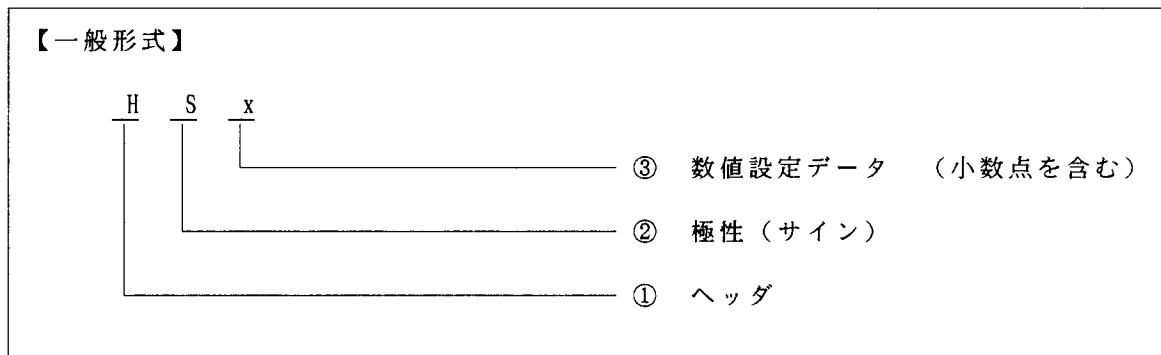 【一般形式】
H S x
③ 数値設定データ （小数点を含む）
② 極性（サイン）
① ヘッダ